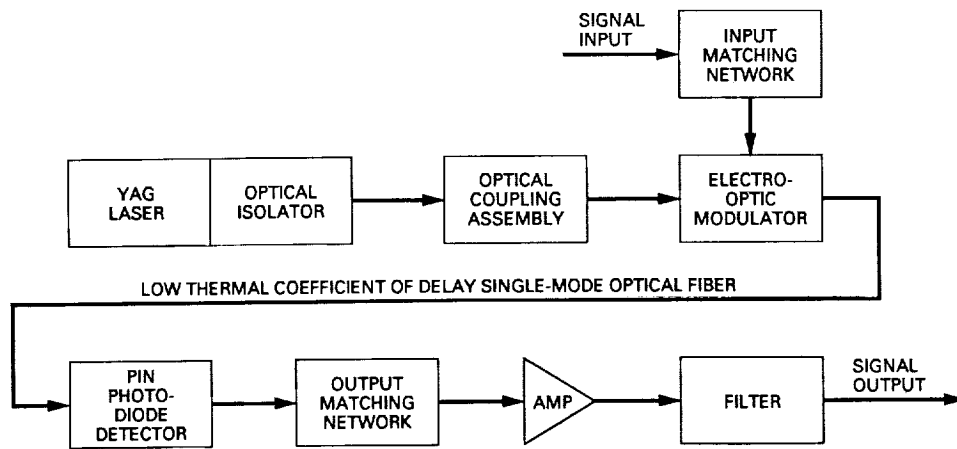 SIGNAL
INPUT
INPUT
MATCHING
NETWORK
YAG
LASER
OPTICAL
ISOLATOR
OPTICAL
COUPLING
ASSEMBLY
ELECTRO-
OPTIC
MODULATOR
LOW THERMAL COEFFICIENT OF DELAY SINGLE-MODE OPTICAL FIBER
PIN
PHOTO-
DIODE
DETECTOR
OUTPUT
MATCHING
NETWORK
AMP
FILTER
SIGNAL
OUTPUT